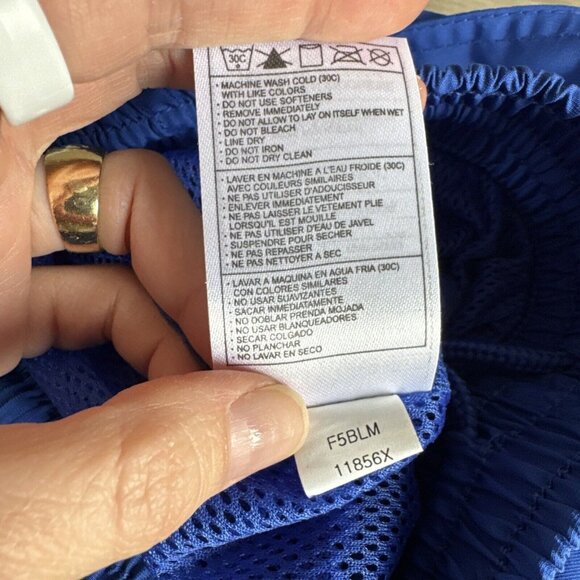 30C
· MACHINE WASH COLD (30C)
WITH LIKE COLORS
· DO NOT USE SOFTENERS
REMOVE IMMEDIATELY
· DO NOT ALLOW TO LAY ON ITSELF WHEN WET
· DO NOT BLEACH
· LINE DRY
· DO NOT IRON
· DO NOT DRY CLEAN
· LAVER EN MACHINE A L'EAU FROIDE (30C)
AVEC COULEURS SIMILAIRES
· NE PAS UTILISER D'ADOUCISSEUR
ENLEVER IMMEDIATEMENT
· NE PAS LAISSER LE VETEMENT PLIE
LORSQU'IL EST MOUILLE
· NE PAS UTILISER D'EAU DE JAVEL
· SUSPENDRE POUR SECHER
· NE PAS REPASSER
· NE PAS NETTOYER A SEC
· LAVAR A MAQUINA EN AGUA FRIA (30C)
CON COLORES SIMILARES
· NO USAR SUAVIZANTES
SACAR IMMEDIATAMENTE
· NO DOBLAR PRENDA MOJADA
· NO USAR BLANQUEADORES
· SECAR COLGADO
· NO PLANCHAR
· NO LAVAR EN SECO
F5BLM
11856X